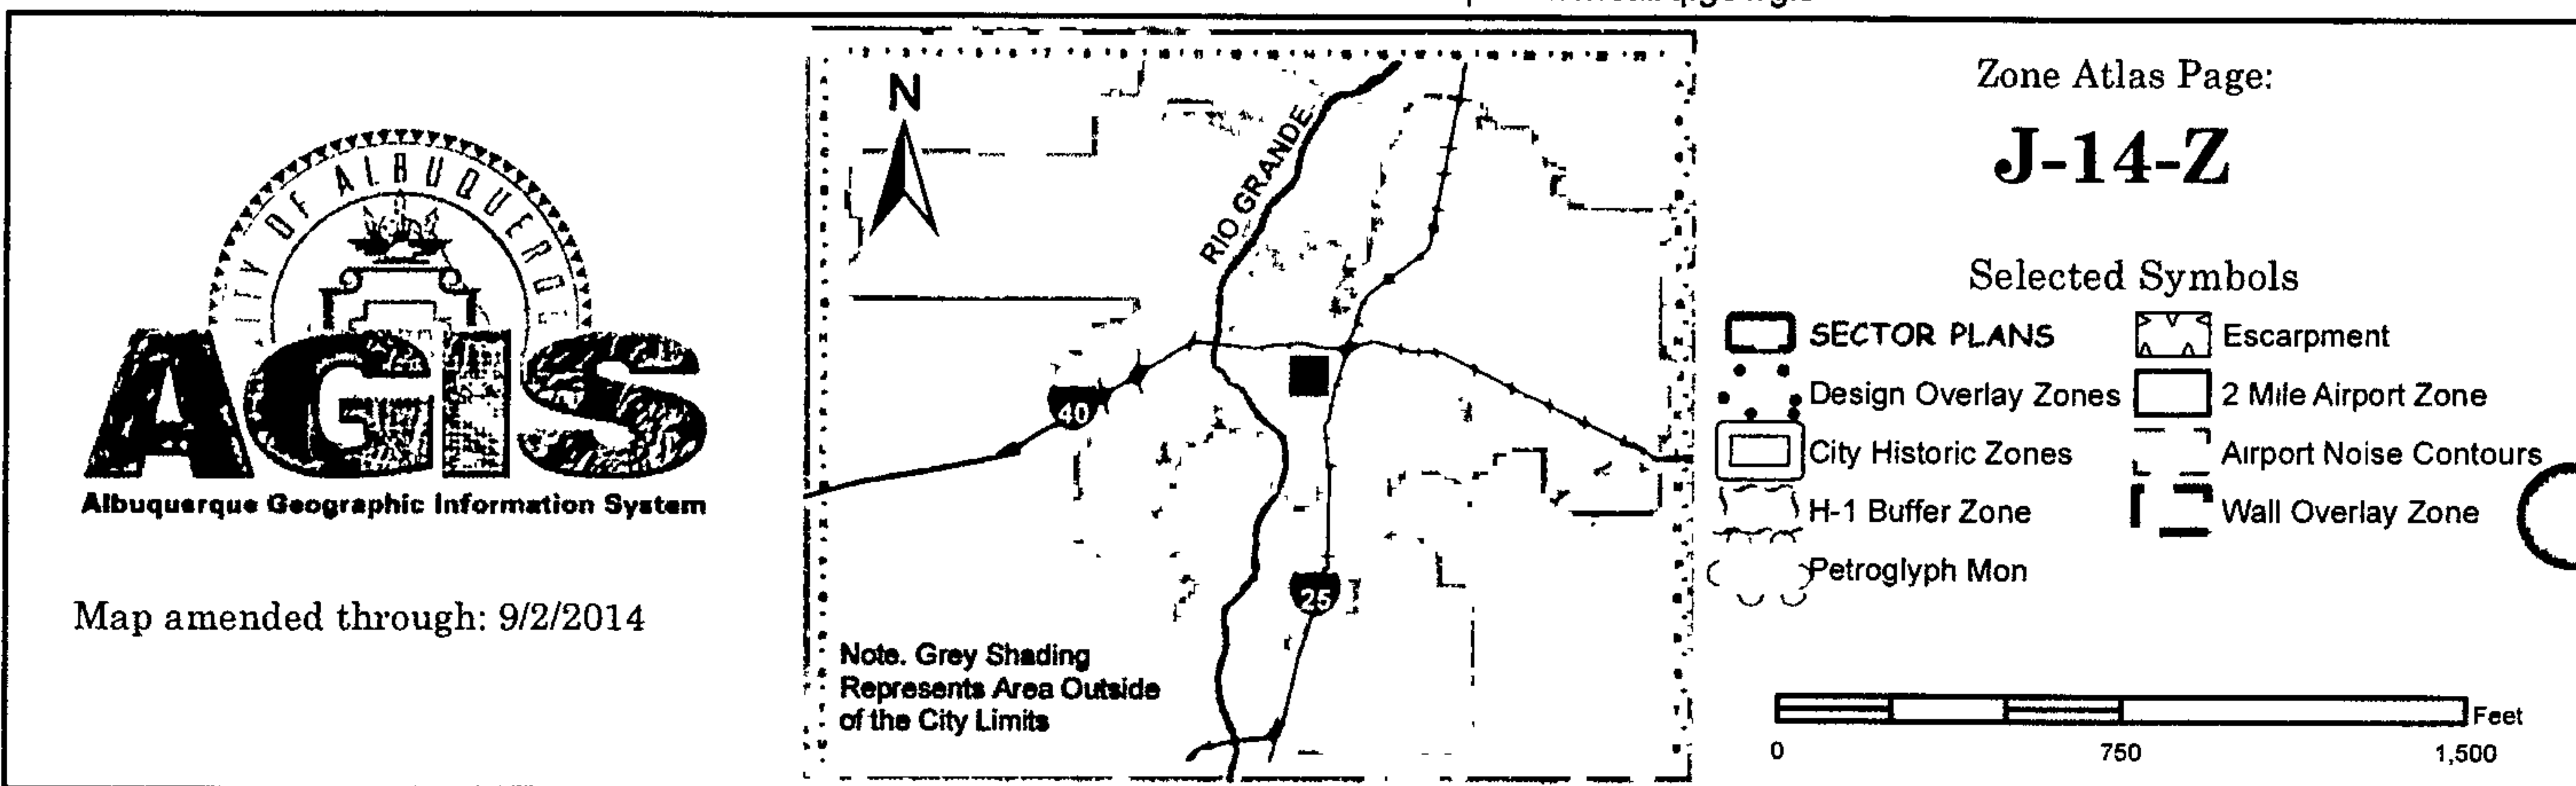 CITY OF ALBUQUERQUE
AGIS
Albuquerque Geographic Information System
Map amended through: 9/2/2014
N
RIO GRANDE
40
25
Note. Grey Shading
Represents Area Outside
of the City Limits
Zone Atlas Page:
J-14-Z
Selected Symbols
SECTOR PLANS
Escarpment
Design Overlay Zones
2 Mile Airport Zone
City Historic Zones
Airport Noise Contours
H-1 Buffer Zone
Wall Overlay Zone
Petroglyph Mon
Feet
0 750 1,500